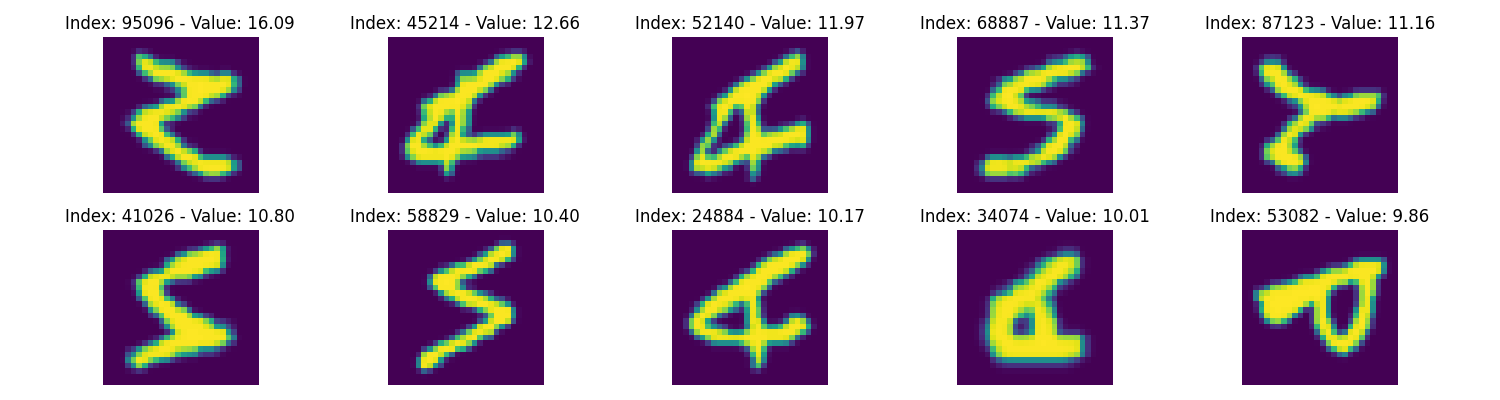 Index: 95096 - Value: 16.09 Index: 45214 - Value: 12.66 Index: 52140 - Value: 11.97 Index: 68887 - Value: 11.37 Index: 87123 - Value: 11.16
Index: 41026 - Value: 10.80 Index: 58829 - Value: 10.40 Index: 24884 - Value: 10.17 Index: 34074 - Value: 10.01 Index: 53082 - Value: 9.86